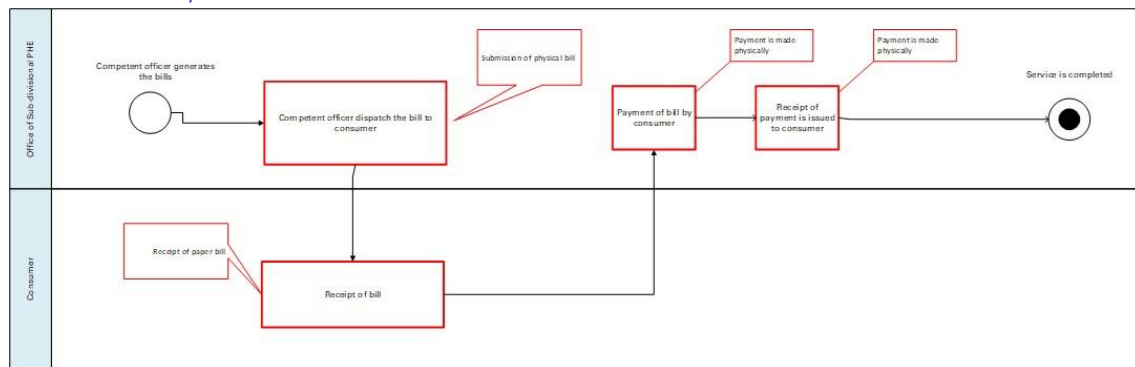 Office of Sub-divisional PHE
Competent officer generates
the bills
Competent officer dispatch the bill to
consumer
Submission of physical bill
Payment is made
physically
Payment of bill by
consumer
Payment is made
physically
Receipt of
payment is issued
to consumer
Service is completed
Consumer
Receipt of paper bill
Receipt of bill